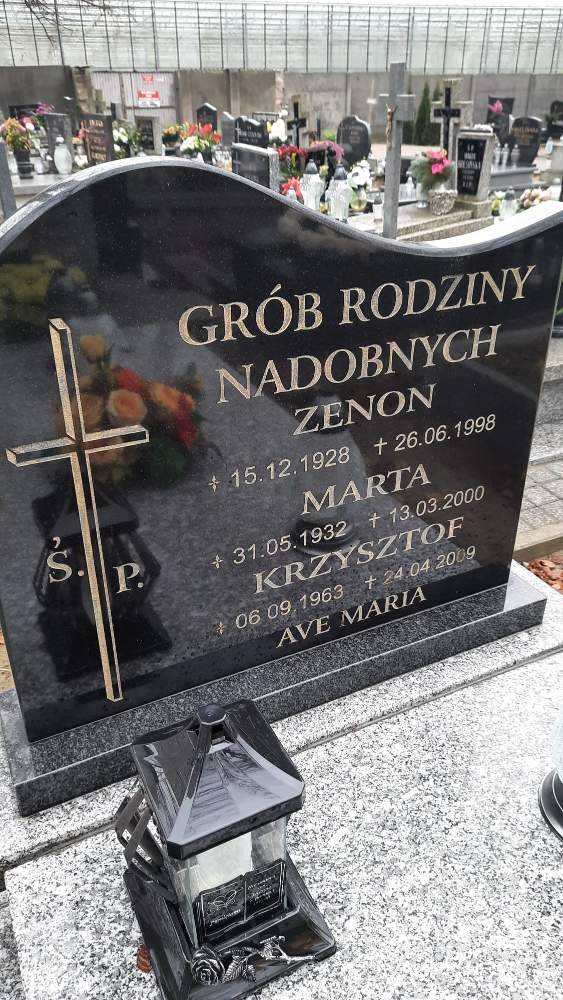 GRÓB RODZINY
NADOBNYCH
ZENON
15.12.1928 † 26.06.1998
MARTA
31.05.1932 † 13.03.2000
KRZYSZTOF
06.09.1963 † 24.04.2009
AVE MARIA
Ś. P.